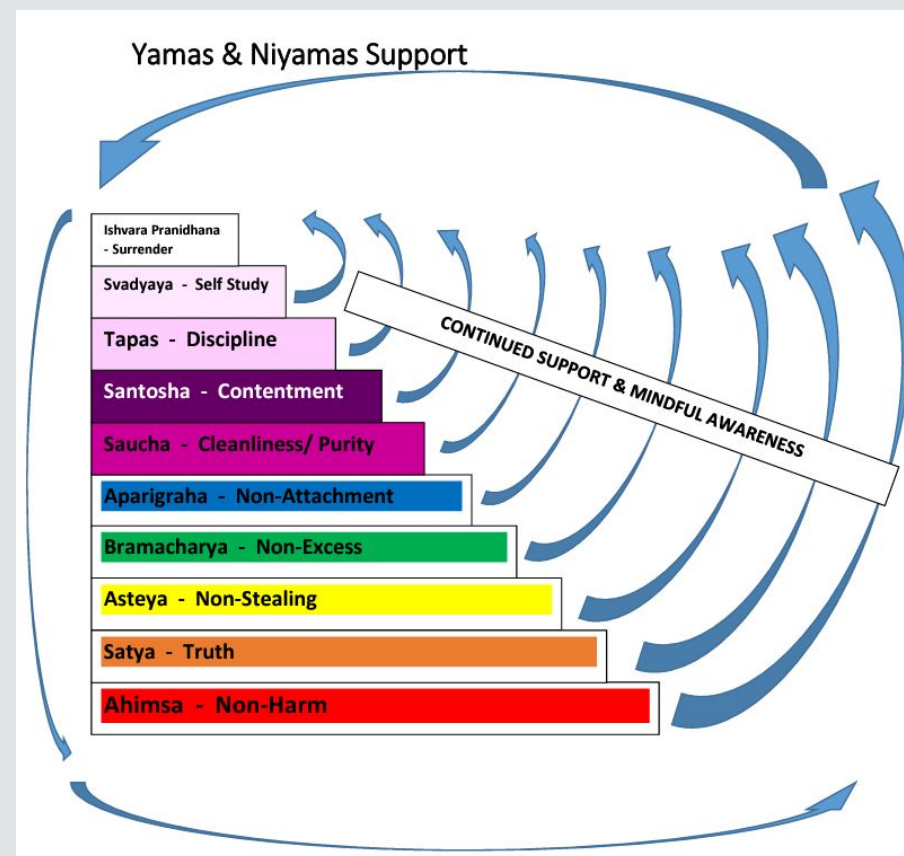 Yamas & Niyamas Support
Ishvara Pranidhana
- Surrender
Svadyaya - Self Study
Tapas - Discipline
Santosha - Contentment
Saucha - Cleanliness/ Purity
Aparigraha - Non-Attachment
Bramacharya - Non-Excess
Asteya - Non-Stealing
Satya - Truth
Ahimsa - Non-Harm
CONTINUED SUPPORT & MINDFUL AWARENESS